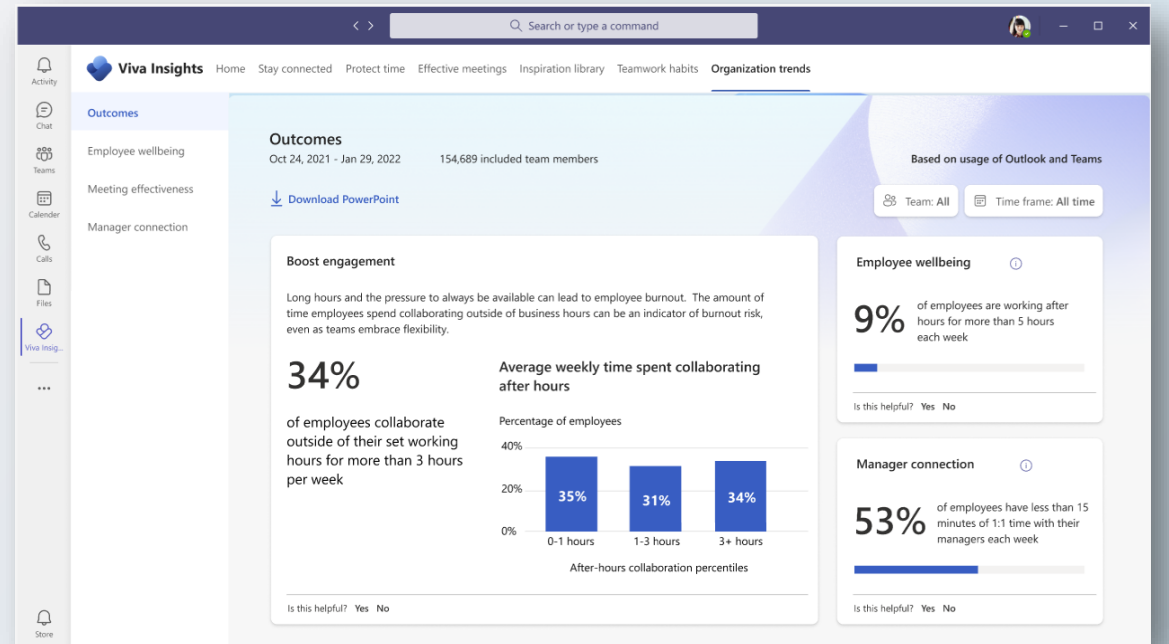 Search or type a command
Activity
Chat
Teams
Calender
Calls
Files
Viva Insig...
Store
Viva Insights
Home Stay connected Protect time Effective meetings Inspiration library Teamwork habits Organization trends
Outcomes
Employee wellbeing
Meeting effectiveness
Manager connection
Outcomes
Oct 24, 2021 - Jan 29, 2022 154,689 included team members
Based on usage of Outlook and Teams
Download PowerPoint
Team: All
Time frame: All time
Boost engagement
Long hours and the pressure to always be available can lead to employee burnout. The amount of
time employees spend collaborating outside of business hours can be an indicator of burnout risk,
even as teams embrace flexibility.
34%
of employees collaborate
outside of their set working
hours for more than 3 hours
per week
Average weekly time spent collaborating
after hours
Percentage of employees
40%
20%
0%
35%
31%
34%
0-1 hours
1-3 hours
3+ hours
After-hours collaboration percentiles
Is this helpful? Yes No
Employee wellbeing
9%
of employees are working after
hours for more than 5 hours
each week
Is this helpful? Yes No
Manager connection
53%
of employees have less than 15
minutes of 1:1 time with their
managers each week
Is this helpful? Yes No